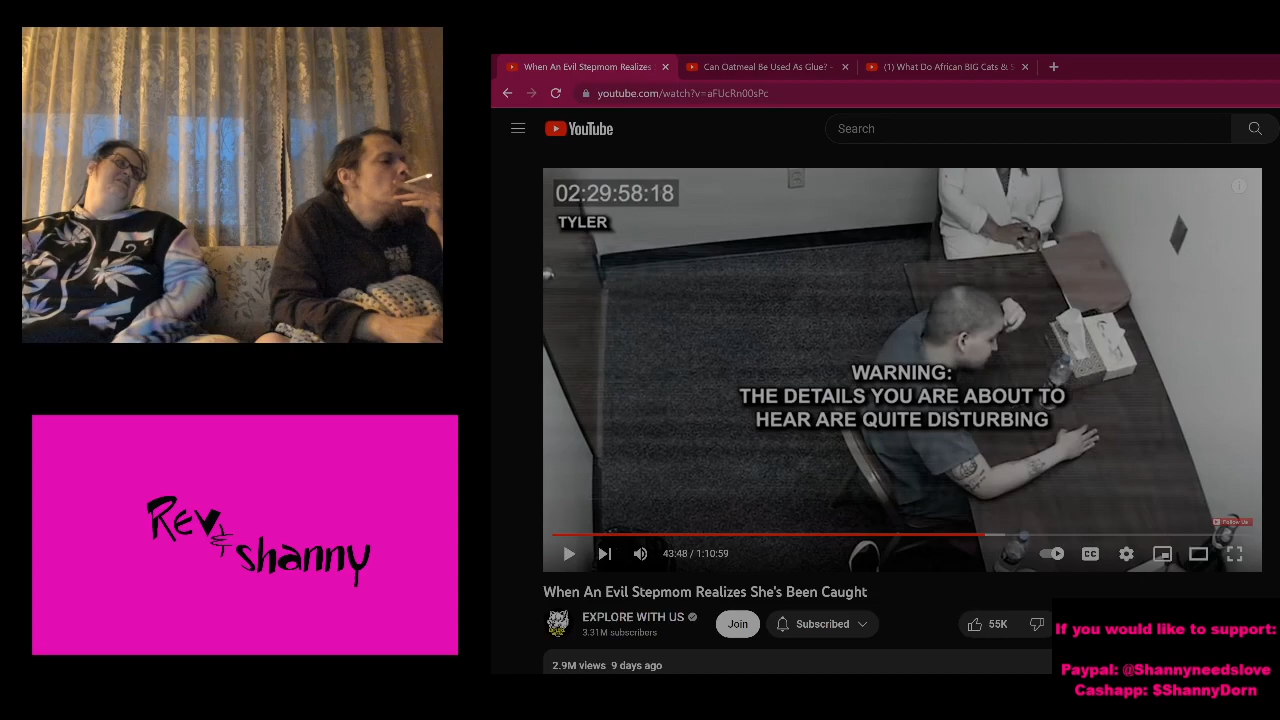 When An Evil Stepmom Realizes
Can Oatmeal Be Used As Glue? -
(1) What Do African BIG Cats &
youtube.com/watch?v=aFUcRn00sPc
YouTube
Search
02:29:58:18
TYLER
WARNING:
THE DETAILS YOU ARE ABOUT TO
HEAR ARE QUITE DISTURBING
Follow Us
43:48 / 1:10:59
CC
When An Evil Stepmom Realizes She's Been Caught
EXPLORE WITH US
3.31M subscribers
Join
Subscribed
55K
2.9M views 9 days ago
Rev
&
shanny
If you would like to support:
Paypal: @Shannyneedslove
Cashapp: $ShannyDorn